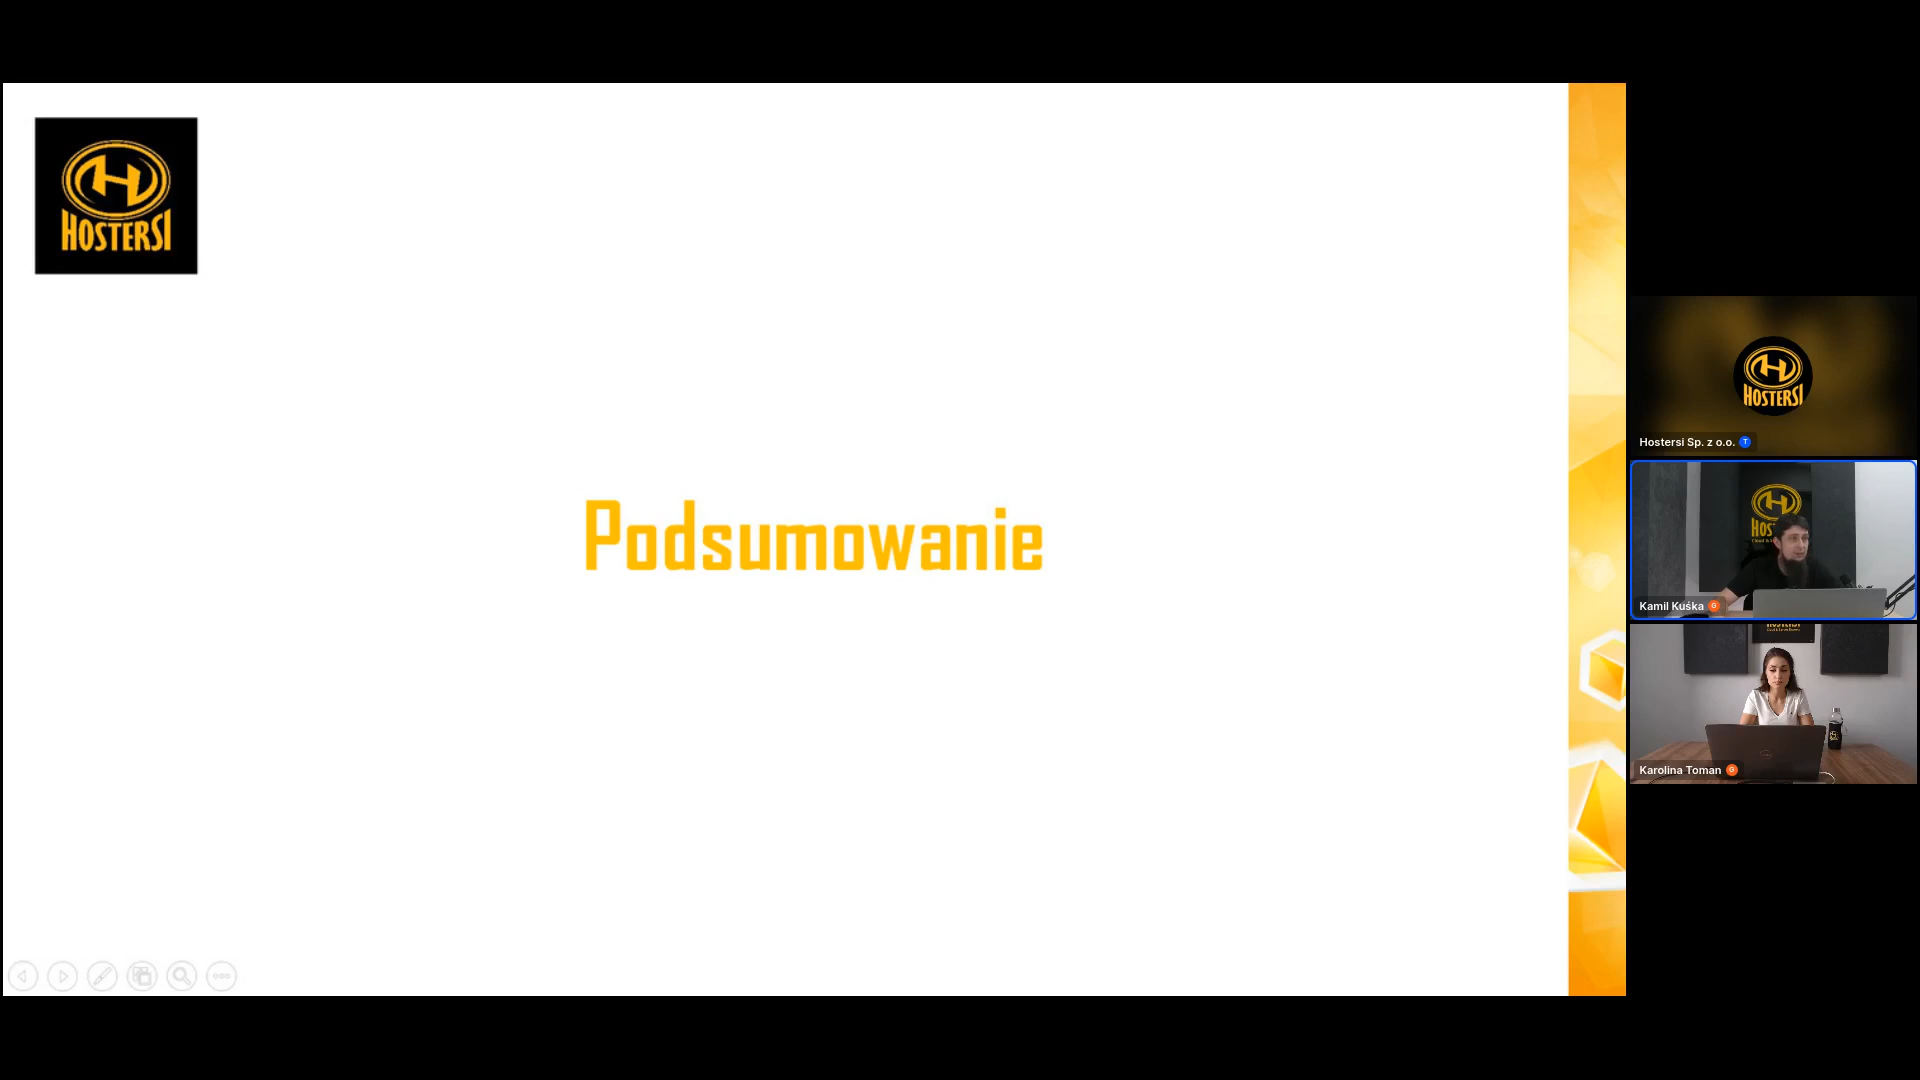 HOSTERSI
Podsumowanie
HOSTERSI
Hostersi Sp. z o.o.
T
Kamil Kuśka
G
Karolina Toman
G